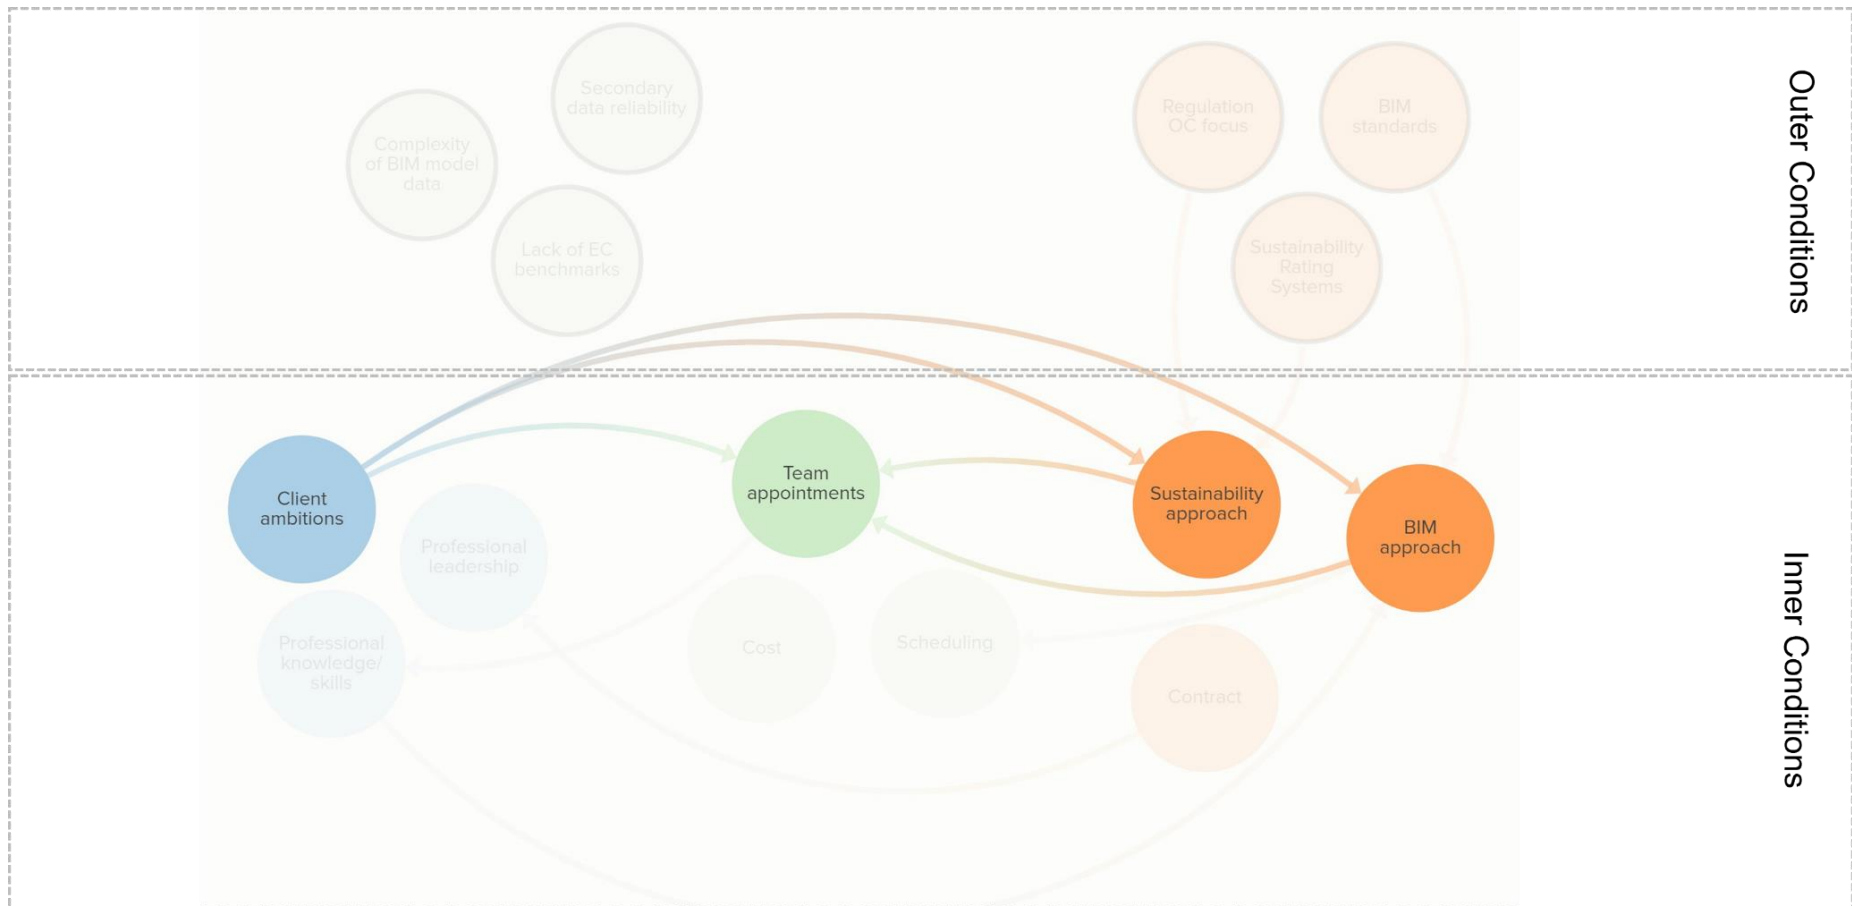 Secondary
data reliability
Complexity
of BIM model
data
Lack of EC
benchmarks
Regulation
OC focus
BIM
standards
Sustainability
Rating
Systems
Outer Conditions
Client
ambitions
Team
appointments
Sustainability
approach
BIM
approach
Professional
leadership
Professional
knowledge/
skills
Cost
Scheduling
Contract
Inner Conditions